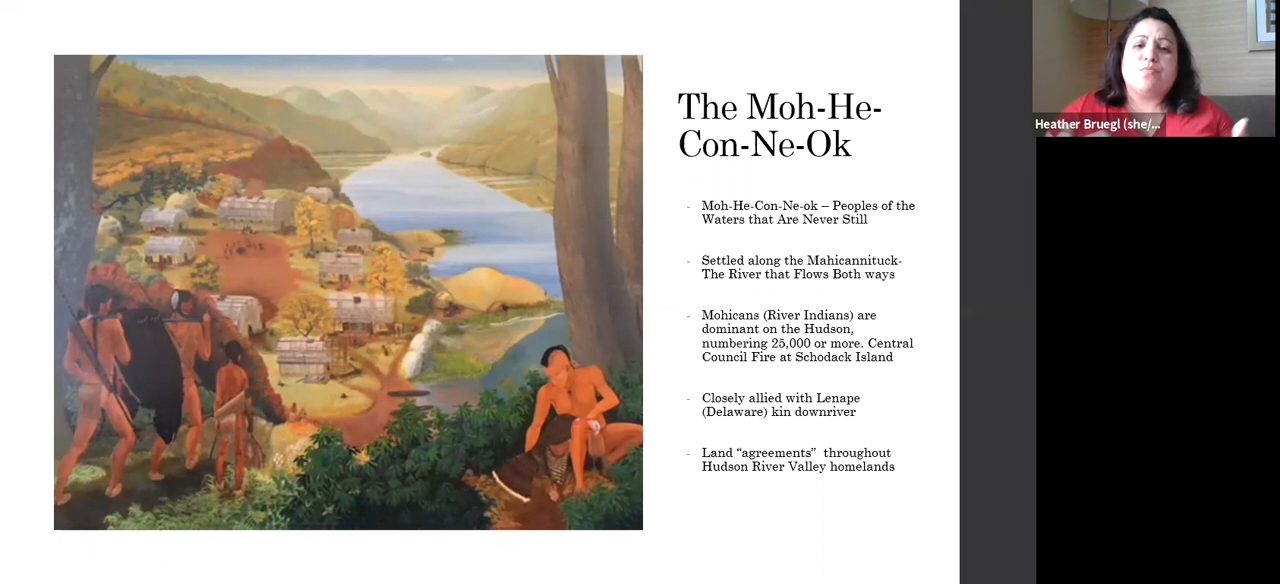 The Moh-He-
Con-Ne-Ok
- Moh-He-Con-Ne-ok – Peoples of the
Waters that Are Never Still
- Settled along the Mahicannituck-
The River that Flows Both ways
- Mohicans (River Indians) are
dominant on the Hudson,
numbering 25,000 or more. Central
Council Fire at Schodack Island
- Closely allied with Lenape
(Delaware) kin downriver
- Land “agreements” throughout
Hudson River Valley homelands
Heather Bruegl (she/...